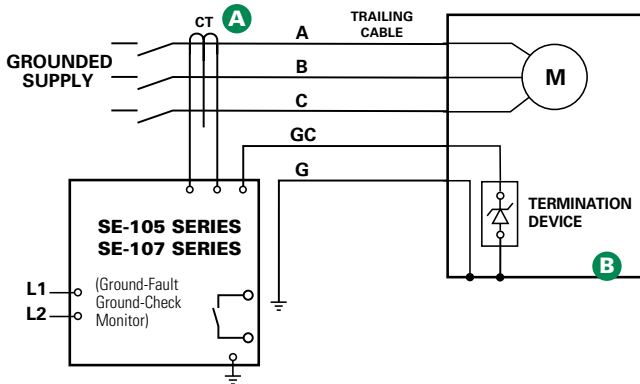 CT
A
TRAILING
CABLE
GROUNDED
SUPPLY
A
B
C
GC
G
M
SE-105 SERIES
SE-107 SERIES
(Ground-Fault
Ground-Check
Monitor)
L1
L2
TERMINATION
DEVICE
B